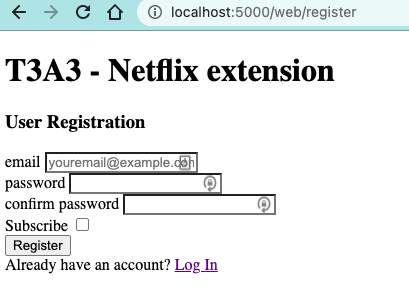 localhost:5000/web/register
T3A3 - Netflix extension
User Registration
email youremail@example.com
password
confirm password
Subscribe
Register
Already have an account? Log In